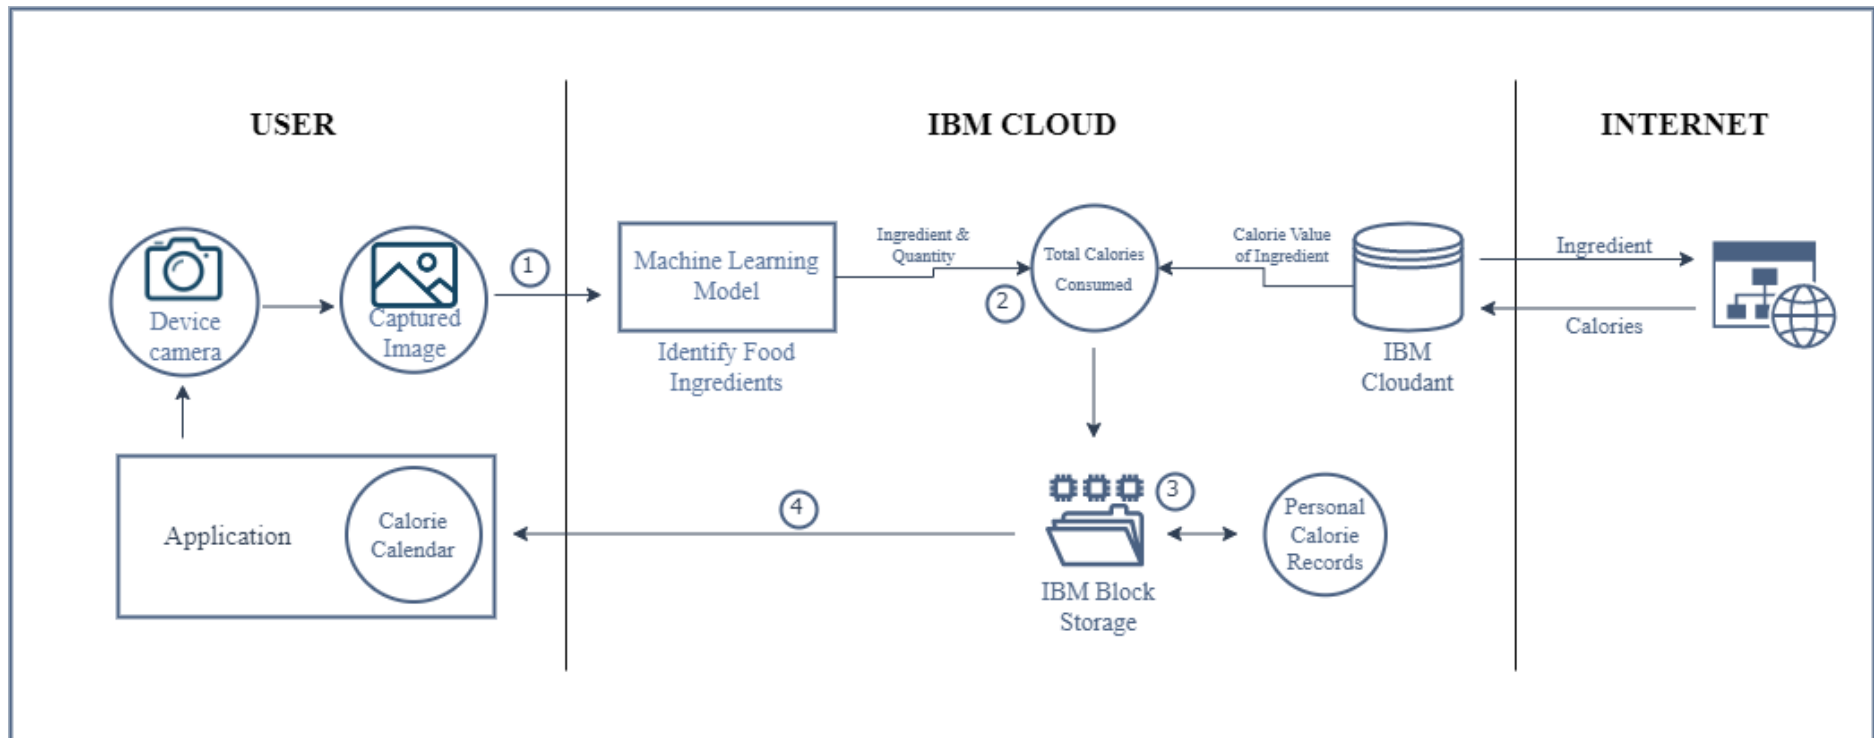 USER
IBM CLOUD
INTERNET
Device
camera
Captured
Image
1
Machine Learning
Model
Identify Food
Ingredients
Ingredient &
Quantity
2
Total Calories
Consumed
Calorie Value
of Ingredient
IBM
Cloudant
Ingredient
Calories
Application
Calorie
Calendar
4
3
IBM Block
Storage
Personal
Calorie
Records